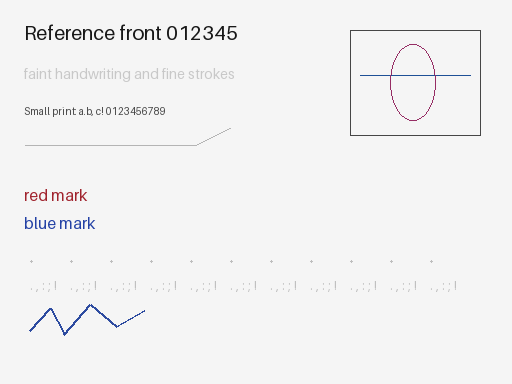 Reference front 012345
faint handwriting and fine strokes
Small print a.b, c! 0123456789
red mark
blue mark